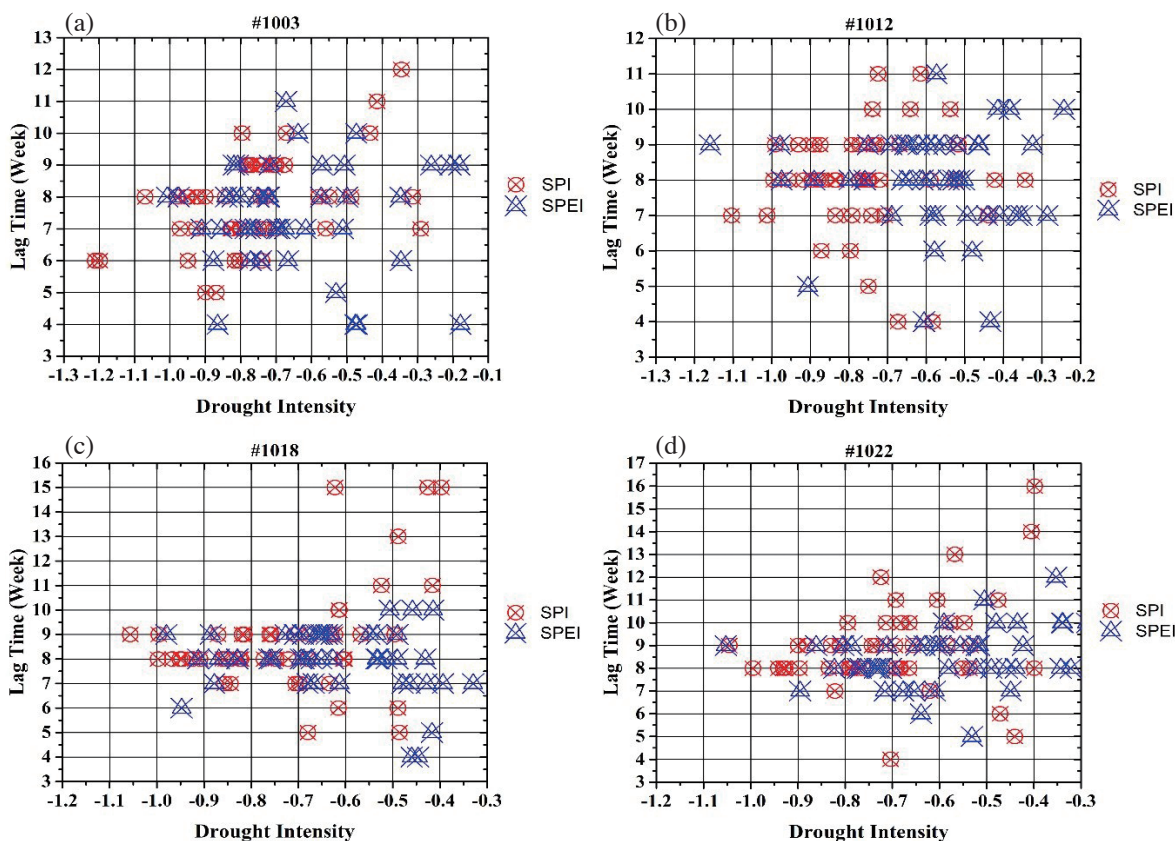 (a)
#1003
13
12
11
10
9
8
7
6
5
4
3
Lag Time (Week)
-1.3 -1.2 -1.1 -1.0 -0.9 -0.8 -0.7 -0.6 -0.5 -0.4 -0.3 -0.2 -0.1
Drought Intensity
SPI
SPEI
(b)
#1012
12
11
10
9
8
7
6
5
4
3
Lag Time (Week)
-1.3 -1.2 -1.1 -1.0 -0.9 -0.8 -0.7 -0.6 -0.5 -0.4 -0.3 -0.2
Drought Intensity
SPI
SPEI
(c)
#1018
16
15
14
13
12
11
10
9
8
7
6
5
4
3
Lag Time (Week)
-1.2 -1.1 -1.0 -0.9 -0.8 -0.7 -0.6 -0.5 -0.4 -0.3
Drought Intensity
SPI
SPEI
(d)
#1022
17
16
15
14
13
12
11
10
9
8
7
6
5
4
3
Lag Time (Week)
-1.2 -1.1 -1.0 -0.9 -0.8 -0.7 -0.6 -0.5 -0.4 -0.3
Drought Intensity
SPI
SPEI